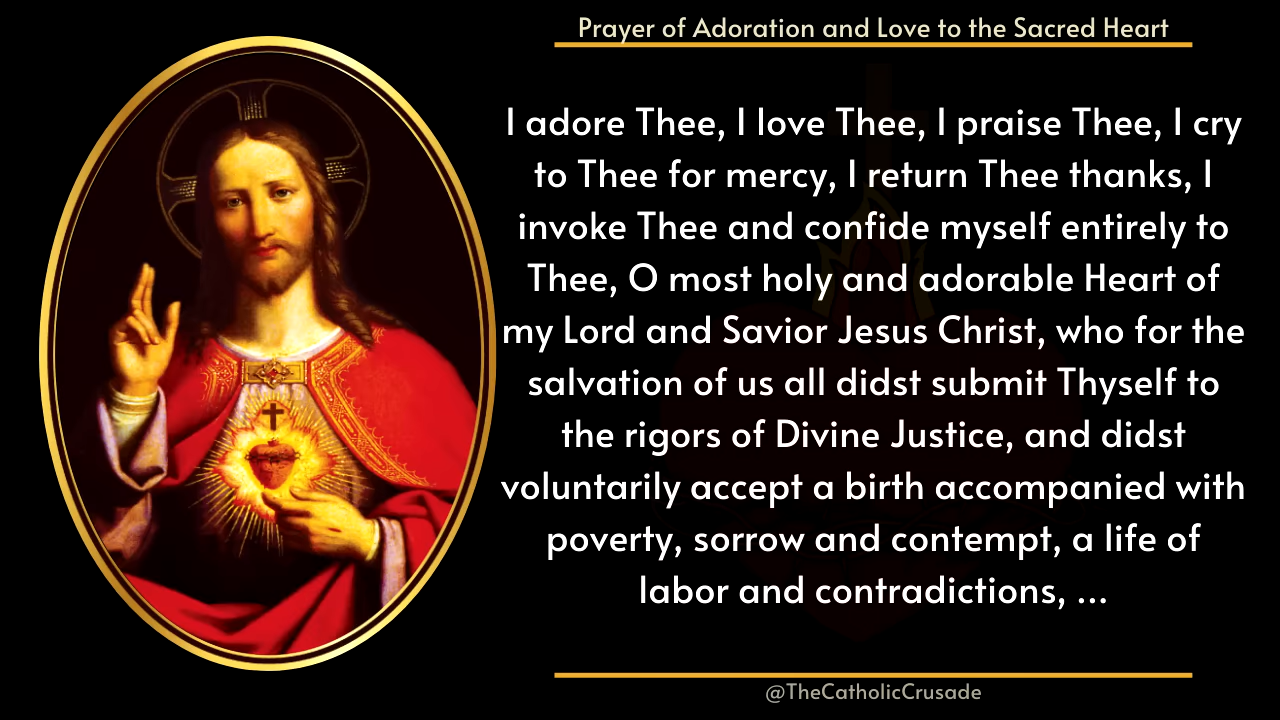 Prayer of Adoration and Love to the Sacred Heart
I adore Thee, I love Thee, I praise Thee, I cry
to Thee for mercy, I return Thee thanks, I
invoke Thee and confide myself entirely to
Thee, O most holy and adorable Heart of
my Lord and Savior Jesus Christ, who for the
salvation of us all didst submit Thyself to
the rigors of Divine Justice, and didst
voluntarily accept a birth accompanied with
poverty, sorrow and contempt, a life of
labor and contradictions, ...
@TheCatholicCrusade